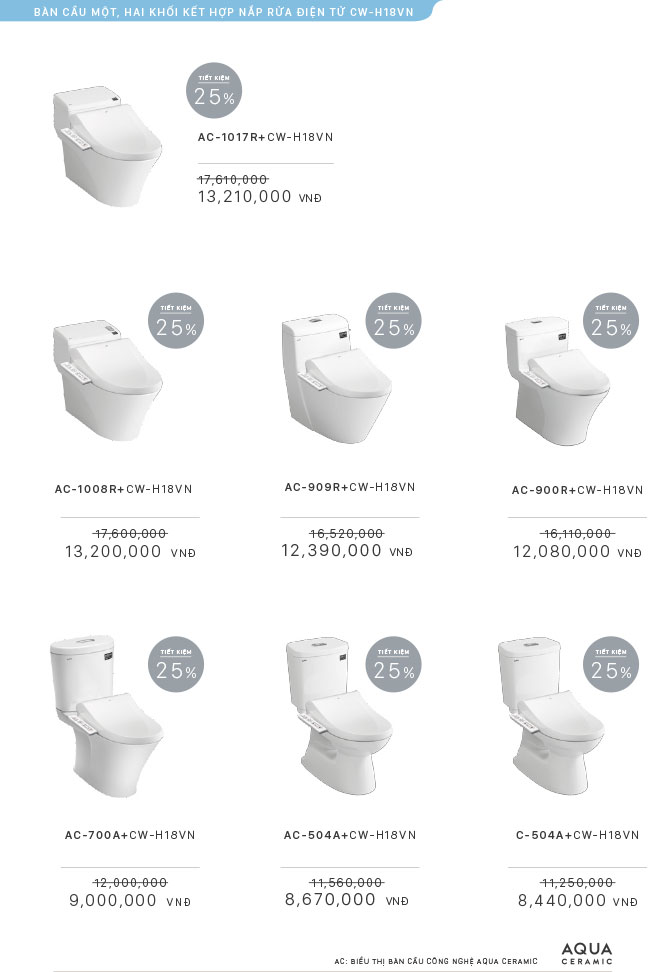 BÀN CẦU MỘT, HAI KHỐI KẾT HỢP NẮP RỬA ĐIỆN TỬ CW-H18VN
TIẾT KIỆM
25%
AC-1017R+CW-H18VN
17,610,000
13,210,000 VNĐ
TIẾT KIỆM
25%
TIẾT KIỆM
25%
TIẾT KIỆM
25%
AC-1008R+CW-H18VN
AC-909R+CW-H18VN
AC-900R+CW-H18VN
17,600,000
16,520,000
16,110,000
13,200,000 VNĐ
12,390,000 VNĐ
12,080,000 VNĐ
TIẾT KIỆM
25%
TIẾT KIỆM
25%
TIẾT KIỆM
25%
AC-700A+CW-H18VN
AC-504A+CW-H18VN
C-504A+CW-H18VN
12,000,000
11,560,000
11,250,000
9,000,000 VNĐ
8,670,000 VNĐ
8,440,000 VNĐ
AC: BIỂU THỊ BÀN CẦU CÔNG NGHỆ AQUA CERAMIC
AQUA
CERAMIC